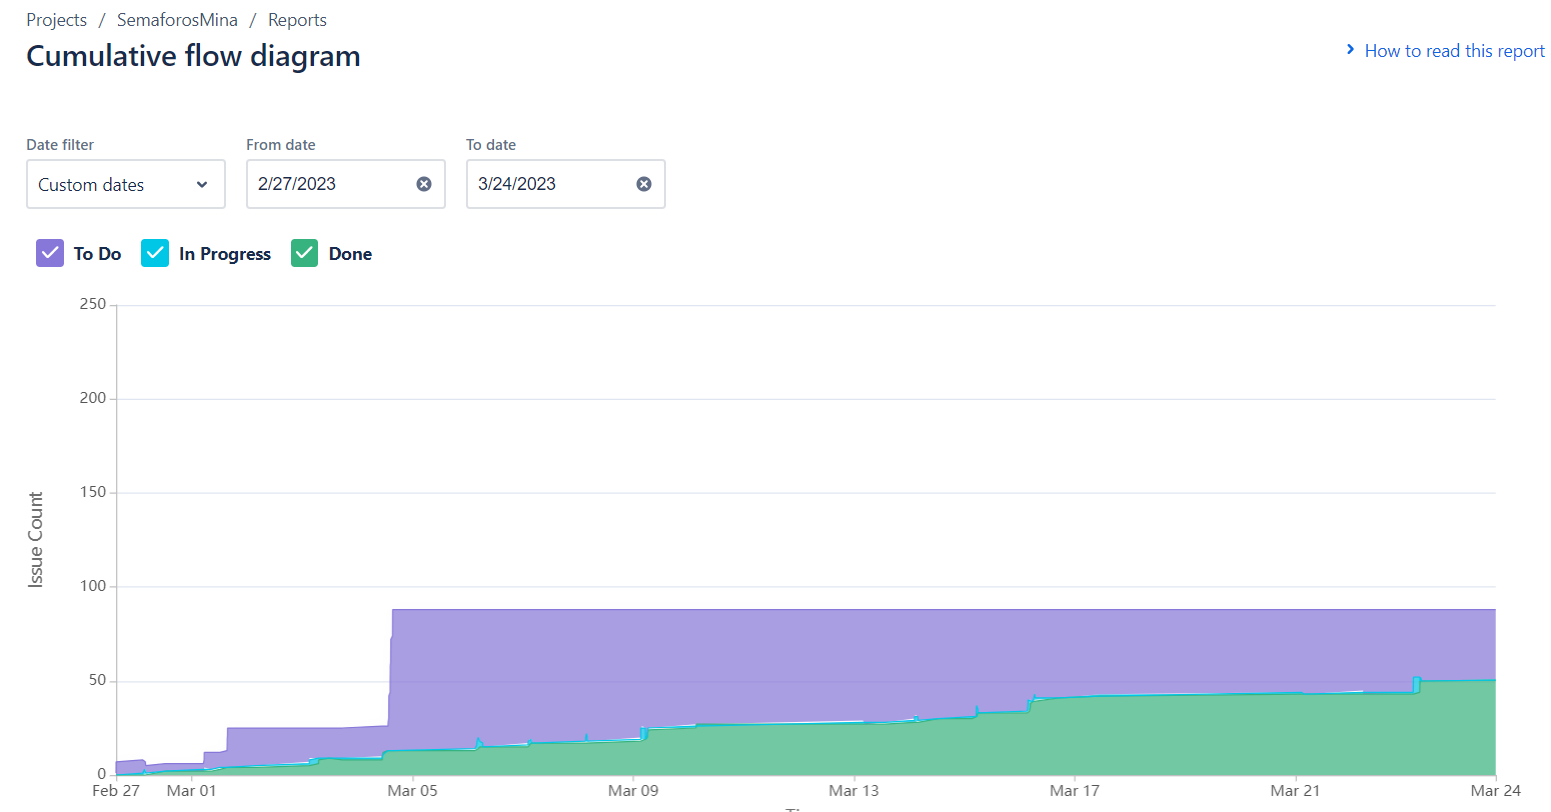 Projects / SemaforosMina / Reports
Cumulative flow diagram
How to read this report
Date filter From date To date
Custom dates 2/27/2023 3/24/2023
To Do In Progress Done
250
200
150
100
50
0
Issue Count
Feb 27 Mar 01 Mar 05 Mar 09 Mar 13 Mar 17 Mar 21 Mar 24